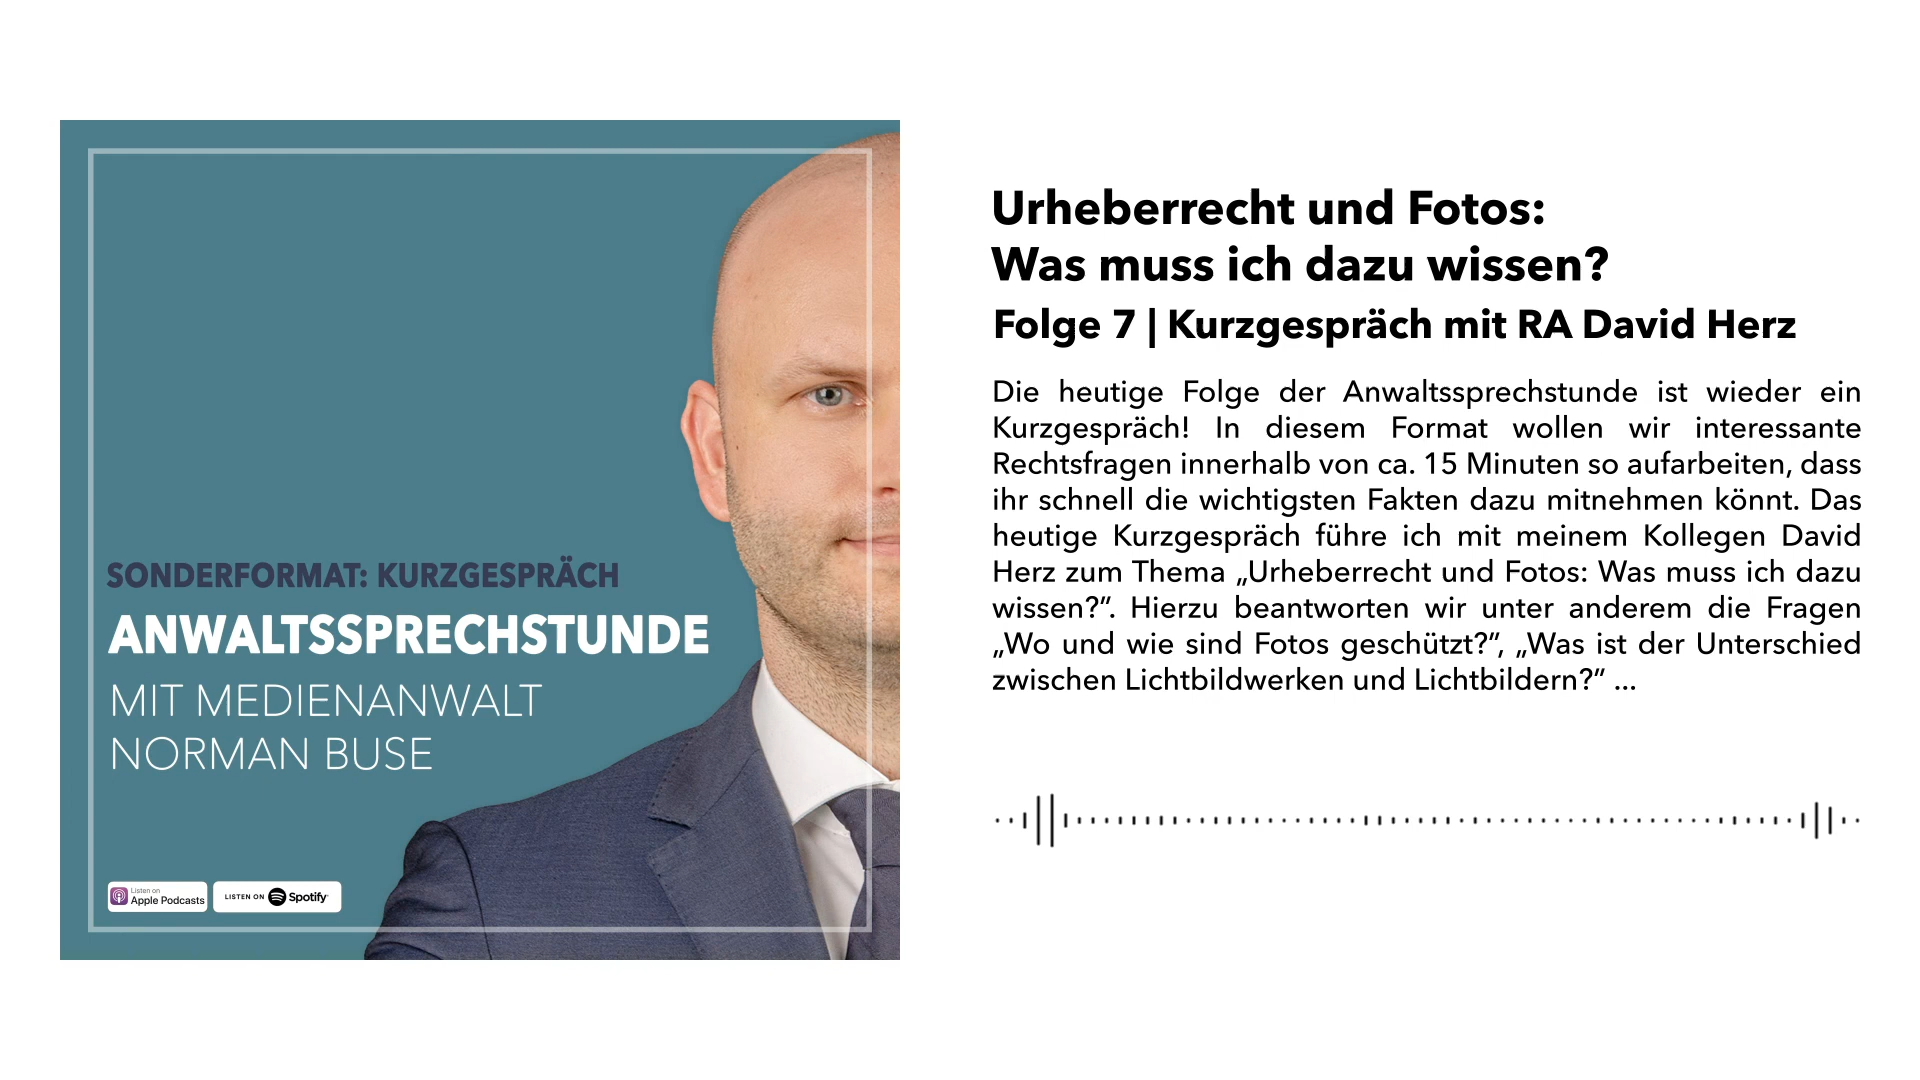 SONDERFORMAT: KURZGESPRÄCH
ANWALTSSPRECHSTUNDE
MIT MEDIENANWALT
NORMAN BUSE
Listen on
Apple Podcasts
LISTEN ON Spotify
Urheberrecht und Fotos:
Was muss ich dazu wissen?
Folge 7 | Kurzgespräch mit RA David Herz
Die heutige Folge der Anwaltssprechstunde ist wieder ein
Kurzgespräch! In diesem Format wollen wir interessante
Rechtsfragen innerhalb von ca. 15 Minuten so aufarbeiten, dass
ihr schnell die wichtigsten Fakten dazu mitnehmen könnt. Das
heutige Kurzgespräch führe ich mit meinem Kollegen David
Herz zum Thema „Urheberrecht und Fotos: Was muss ich dazu
wissen?”. Hierzu beantworten wir unter anderem die Fragen
„Wo und wie sind Fotos geschützt?”, „Was ist der Unterschied
zwischen Lichtbildwerken und Lichtbildern?” ...